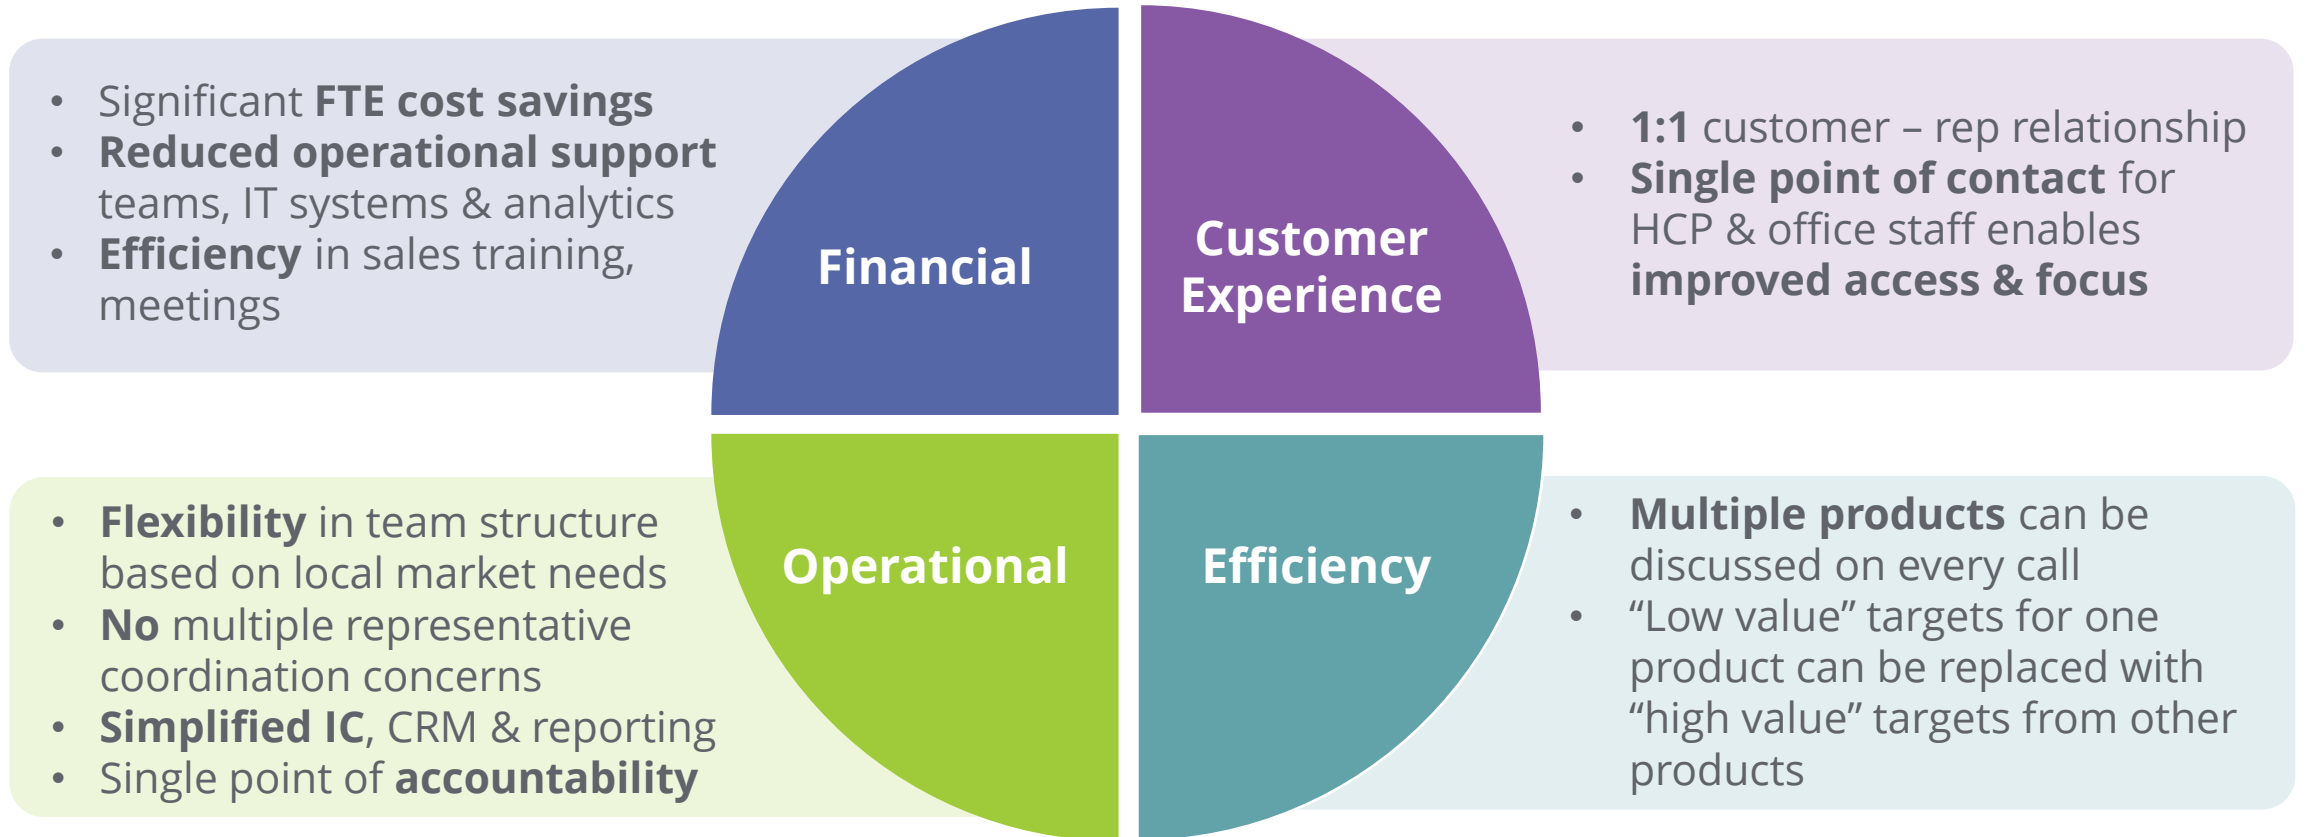 • Significant FTE cost savings
• Reduced operational support
teams, IT systems & analytics
• Efficiency in sales training,
meetings
Financial
Customer
Experience
• 1:1 customer – rep relationship
• Single point of contact for
HCP & office staff enables
improved access & focus
• Flexibility in team structure
based on local market needs
• No multiple representative
coordination concerns
• Simplified IC, CRM & reporting
• Single point of accountability
Operational
Efficiency
• Multiple products can be
discussed on every call
• “Low value” targets for one
product can be replaced with
“high value” targets from other
products